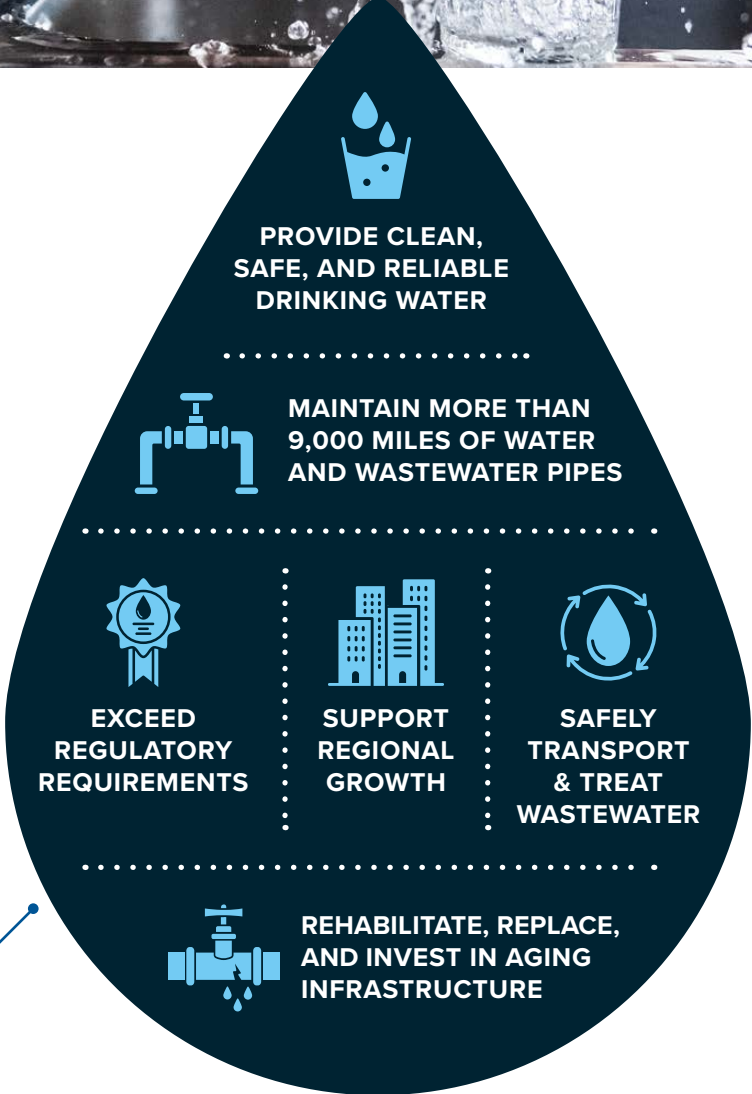 PROVIDE CLEAN,
SAFE, AND RELIABLE
DRINKING WATER
MAINTAIN MORE THAN
9,000 MILES OF WATER
AND WASTEWATER PIPES
EXCEED
REGULATORY
REQUIREMENTS
SUPPORT
REGIONAL
GROWTH
SAFELY
TRANSPORT
& TREAT
WASTEWATER
REHABILITATE, REPLACE,
AND INVEST IN AGING
INFRASTRUCTURE